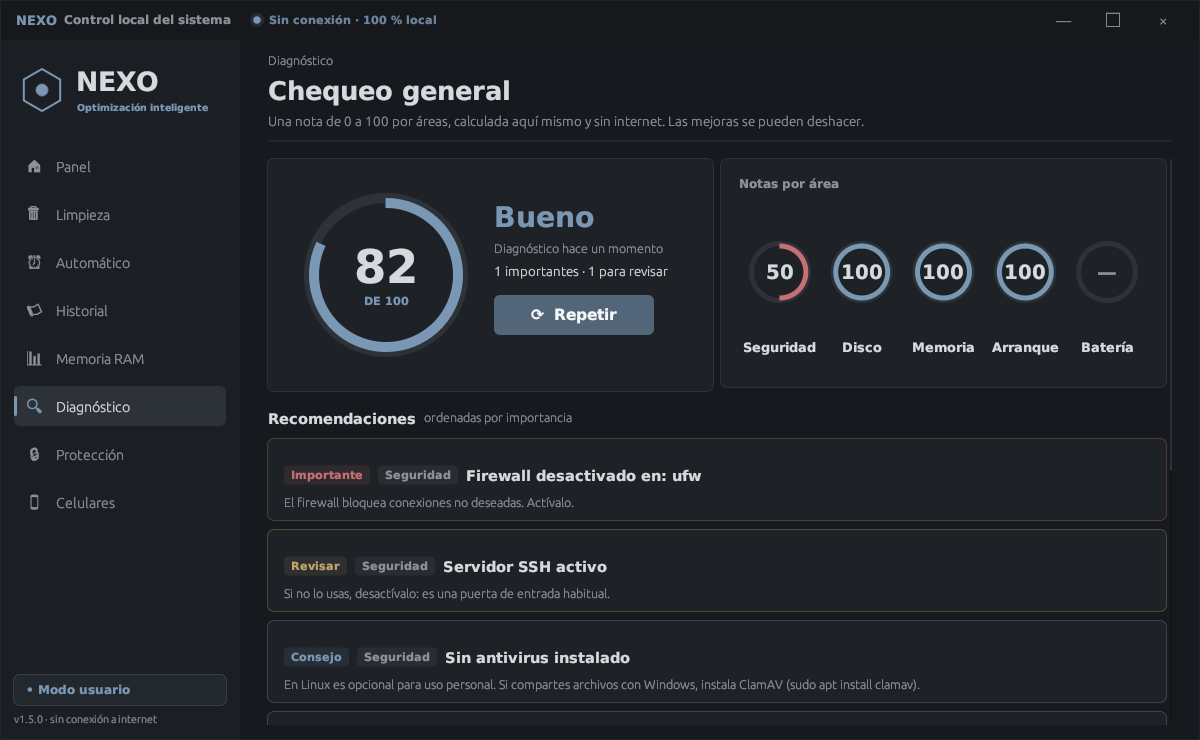 NEXO Control local del sistema
Sin conexión · 100 % local
NEXO
Optimización inteligente
Panel
Limpieza
Automático
Historial
Memoria RAM
Diagnóstico
Protección
Celulares
• Modo usuario
v1.5.0 · sin conexión a internet
Diagnóstico
Chequeo general
Una nota de 0 a 100 por áreas, calculada aquí mismo y sin internet. Las mejoras se pueden deshacer.
82
DE 100
Bueno
Diagnóstico hace un momento
1 importantes · 1 para revisar
⟳ Repetir
Notas por área
50 100 100 100 —
Seguridad Disco Memoria Arranque Batería
Recomendaciones ordenadas por importancia
Importante Seguridad Firewall desactivado en: ufw
El firewall bloquea conexiones no deseadas. Actívalo.
Revisar Seguridad Servidor SSH activo
Si no lo usas, desactívalo: es una puerta de entrada habitual.
Consejo Seguridad Sin antivirus instalado
En Linux es opcional para uso personal. Si compartes archivos con Windows, instala ClamAV (sudo apt install clamav).